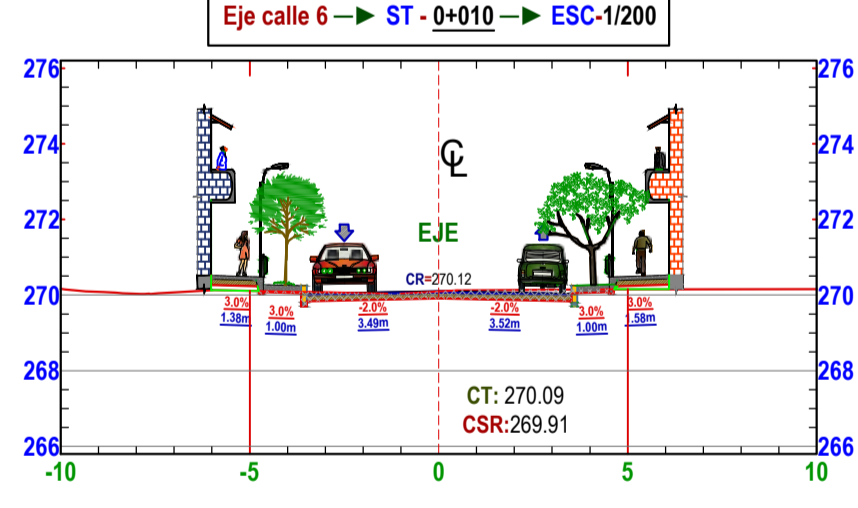 Eje calle 6 ST - 0+010 ESC-1/200
276 276
274 274
CL
272 272
EJE
CR=270.12
270 270
3.0% 3.0% -2.0% -2.0% 3.0% 3.0%
1.38m 1.00m 3.49m 3.52m 1.00m .58m
268 268
CT: 270.09
CSR:269.91
266 266
-10 -5 0 5 10